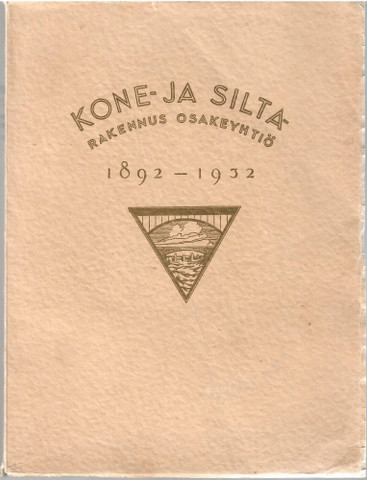 KONE- JA SILTA-
RAKENNUS OSAKEYHTIÖ
1892 – 1932